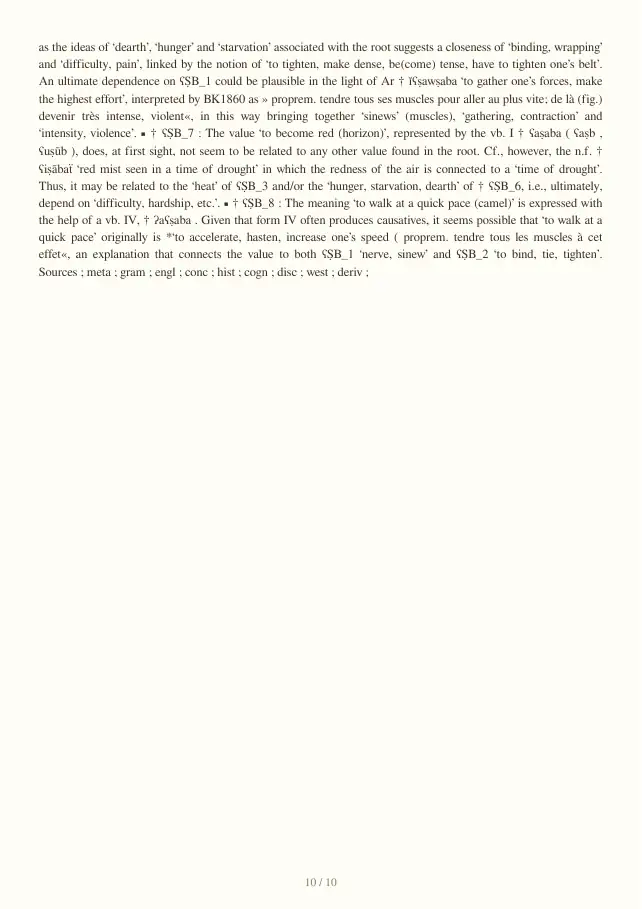 as the ideas of ‘dearth’, ‘hunger’ and ‘starvation’ associated with the root suggests a closeness of ‘binding, wrapping’
and ‘difficulty, pain’, linked by the notion of ‘to tighten, make dense, be(come) tense, have to tighten one’s belt’.
An ultimate dependence on ʕṢB_1 could be plausible in the light of Ar † ĭʕṣawṣaba ‘to gather one’s forces, make
the highest effort’, interpreted by BK1860 as » proprem. tendre tous ses muscles pour aller au plus vite; de là (fig.)
devenir très intense, violent«, in this way bringing together ‘sinews’ (muscles), ‘gathering, contraction’ and
‘intensity, violence’. ▪ † ʕṢB_7 : The value ‘to become red (horizon)’, represented by the vb. I † ʕaṣaba ( ʕaṣb ,
ʕuṣūb ), does, at first sight, not seem to be related to any other value found in the root. Cf., however, the n.f. †
ʕiṣābaẗ ‘red mist seen in a time of drought’ in which the redness of the air is connected to a ‘time of drought’.
Thus, it may be related to the ‘heat’ of ʕṢB_3 and/or the ‘hunger, starvation, dearth’ of † ʕṢB_6, i.e., ultimately,
depend on ‘difficulty, hardship, etc.’. ▪ † ʕṢB_8 : The meaning ‘to walk at a quick pace (camel)’ is expressed with
the help of a vb. IV, † ʔaʕṣaba . Given that form IV often produces causatives, it seems possible that ‘to walk at a
quick pace’ originally is *‘to accelerate, hasten, increase one’s speed ( proprem. tendre tous les muscles à cet
effet«, an explanation that connects the value to both ʕṢB_1 ‘nerve, sinew’ and ʕṢB_2 ‘to bind, tie, tighten’.
Sources ; meta ; gram ; engl ; conc ; hist ; cogn ; disc ; west ; deriv ;
10 / 10